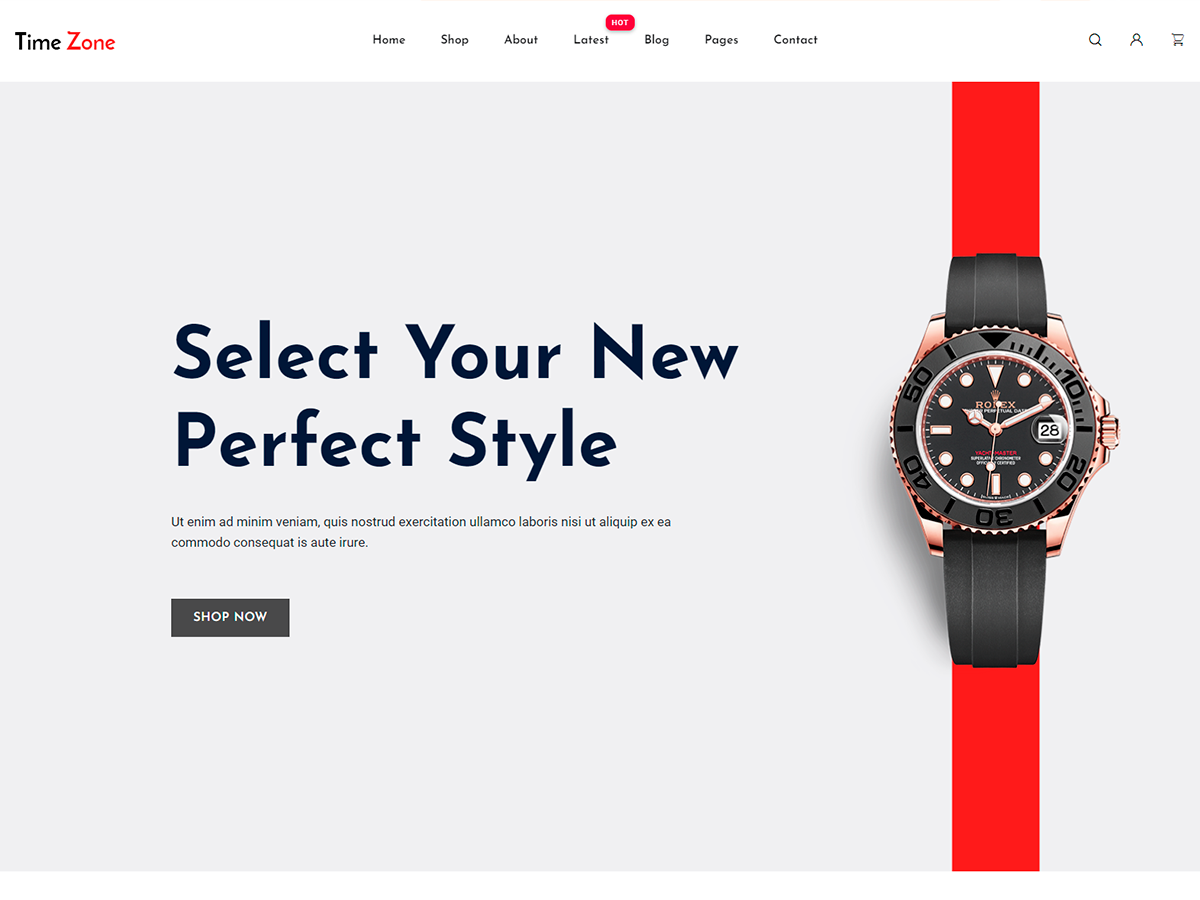 Time Zone
Home Shop About Latest HOT Blog Pages Contact
Select Your New
Perfect Style
Ut enim ad minim veniam, quis nostrud exercitation ullamco laboris nisi ut aliquip ex ea
commodo consequat is aute irure.
SHOP NOW
50
10
ROLEX
PERPETUAL DATE
28
YACHT-MASTER
SUPERLATIVE CHRONOMETER
OFFICIALLY CERTIFIED
40
20
30